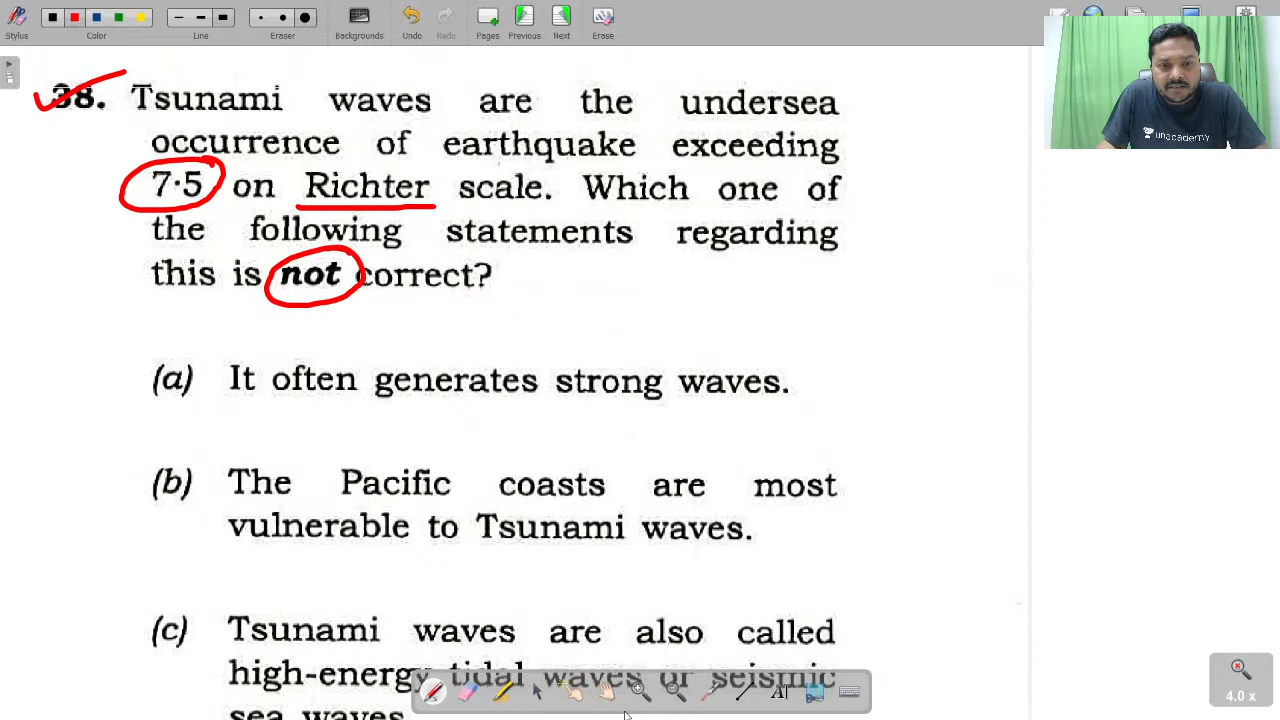 Stylus
Color
Line
Eraser
Backgrounds
Undo
Redo
Pages
Previous
Next
Erase
unacademy
38. Tsunami waves are the undersea
occurrence of earthquake exceeding
7·5 on Richter scale. Which one of
the following statements regarding
this is not correct?
(a) It often generates strong waves.
(b) The Pacific coasts are most
vulnerable to Tsunami waves.
(c) Tsunami waves are also called
high-energy tidal waves or seismic
sea waves.
4.0 x